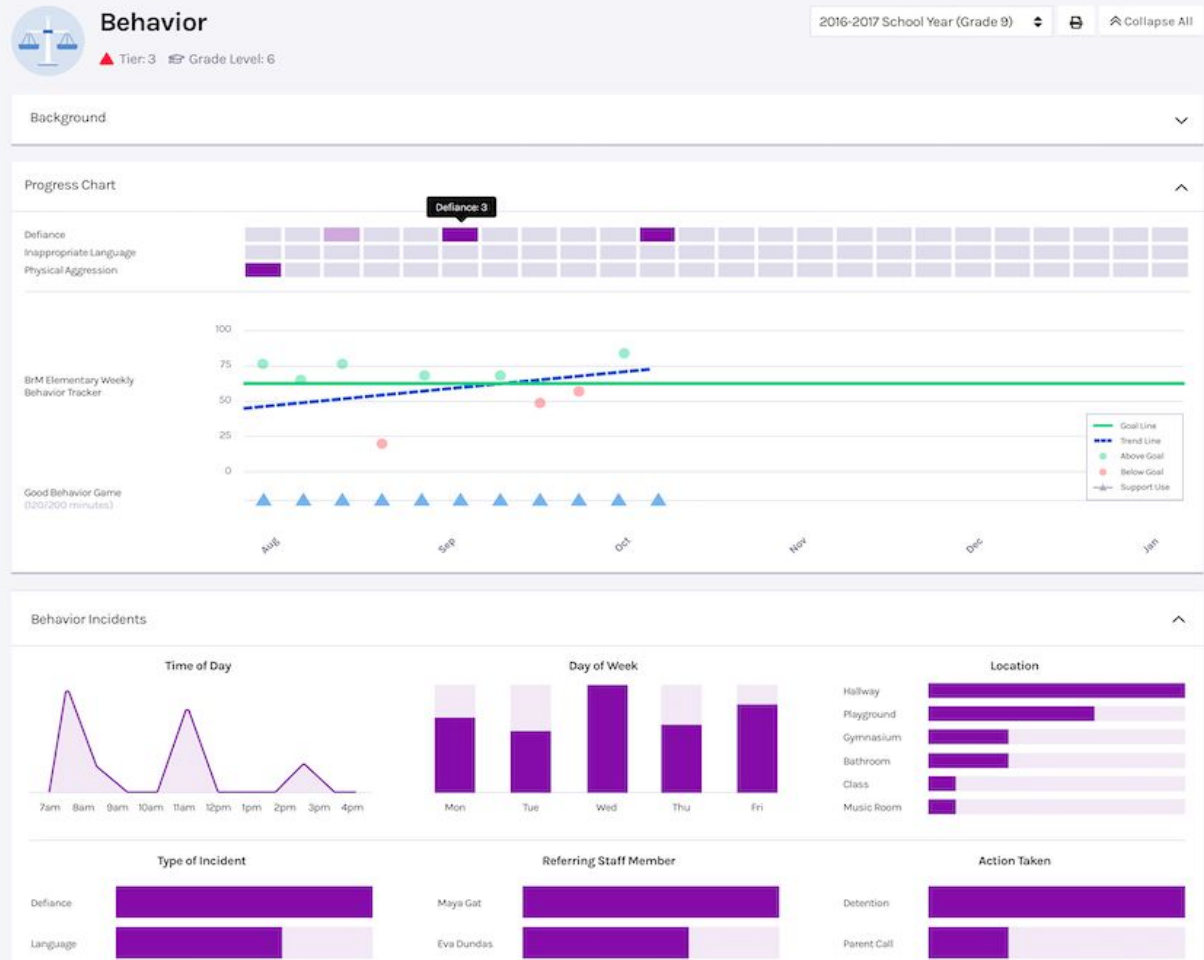 Behavior
2016-2017 School Year (Grade 9)
Collapse All
Tier: 3 Grade Level: 6
Background
Progress Chart
Defiance: 3
Defiance
Inappropriate Language
Physical Aggression
100
75
50
25
0
BrM Elementary Weekly
Behavior Tracker
Goal Line
Trend Line
Above Goal
Below Goal
Support Use
Good Behavior Game
(120/200 minutes)
Aug Sep Oct Nov Dec Jan
Behavior Incidents
Time of Day
7am 8am 9am 10am 11am 12pm 1pm 2pm 3pm 4pm
Day of Week
Mon Tue Wed Thu Fri
Location
Hallway
Playground
Gymnasium
Bathroom
Class
Music Room
Type of Incident
Defiance
Language
Referring Staff Member
Maya Gat
Eva Dundas
Action Taken
Detention
Parent Call